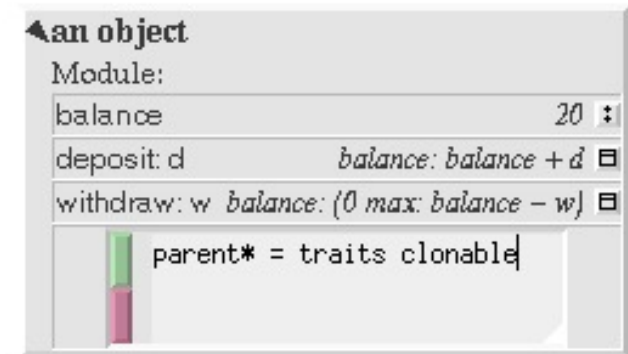 an object
Module:
balance 20
deposit: d balance: balance + d
withdraw: w balance: (0 max: balance – w)
parent* = traits clonable